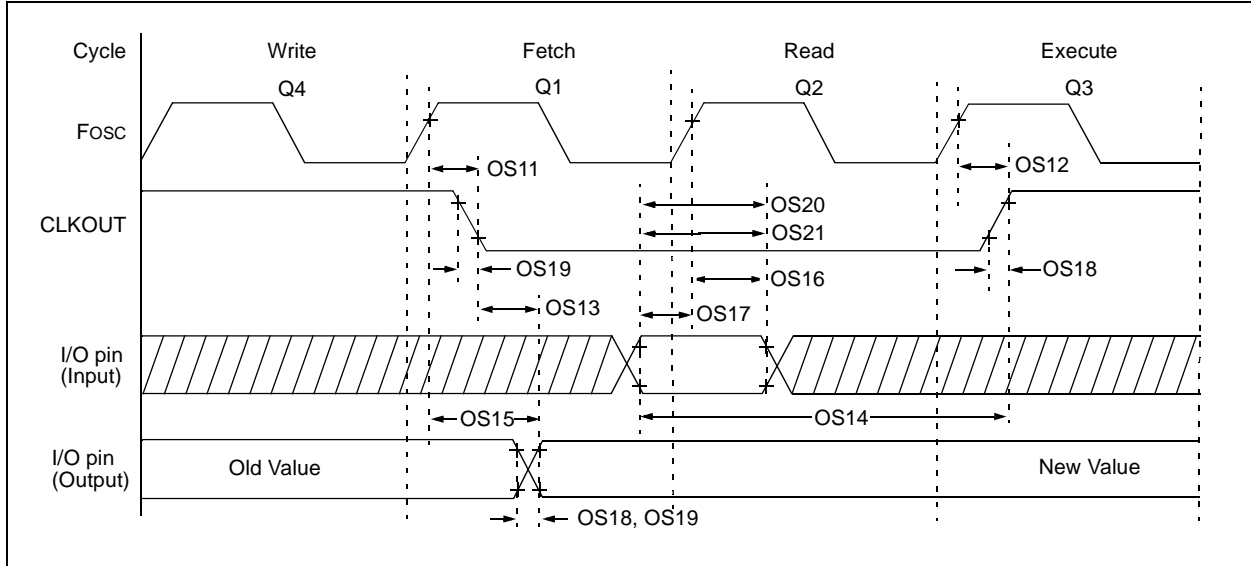 Cycle Write Fetch Read Execute
Q4 Q1 Q2 Q3
FOSC
OS11 OS12
OS20
CLKOUT
OS21
OS19 OS16 OS18
OS13 OS17
I/O pin
(Input)
OS15 OS14
I/O pin
(Output)
Old Value New Value
OS18, OS19